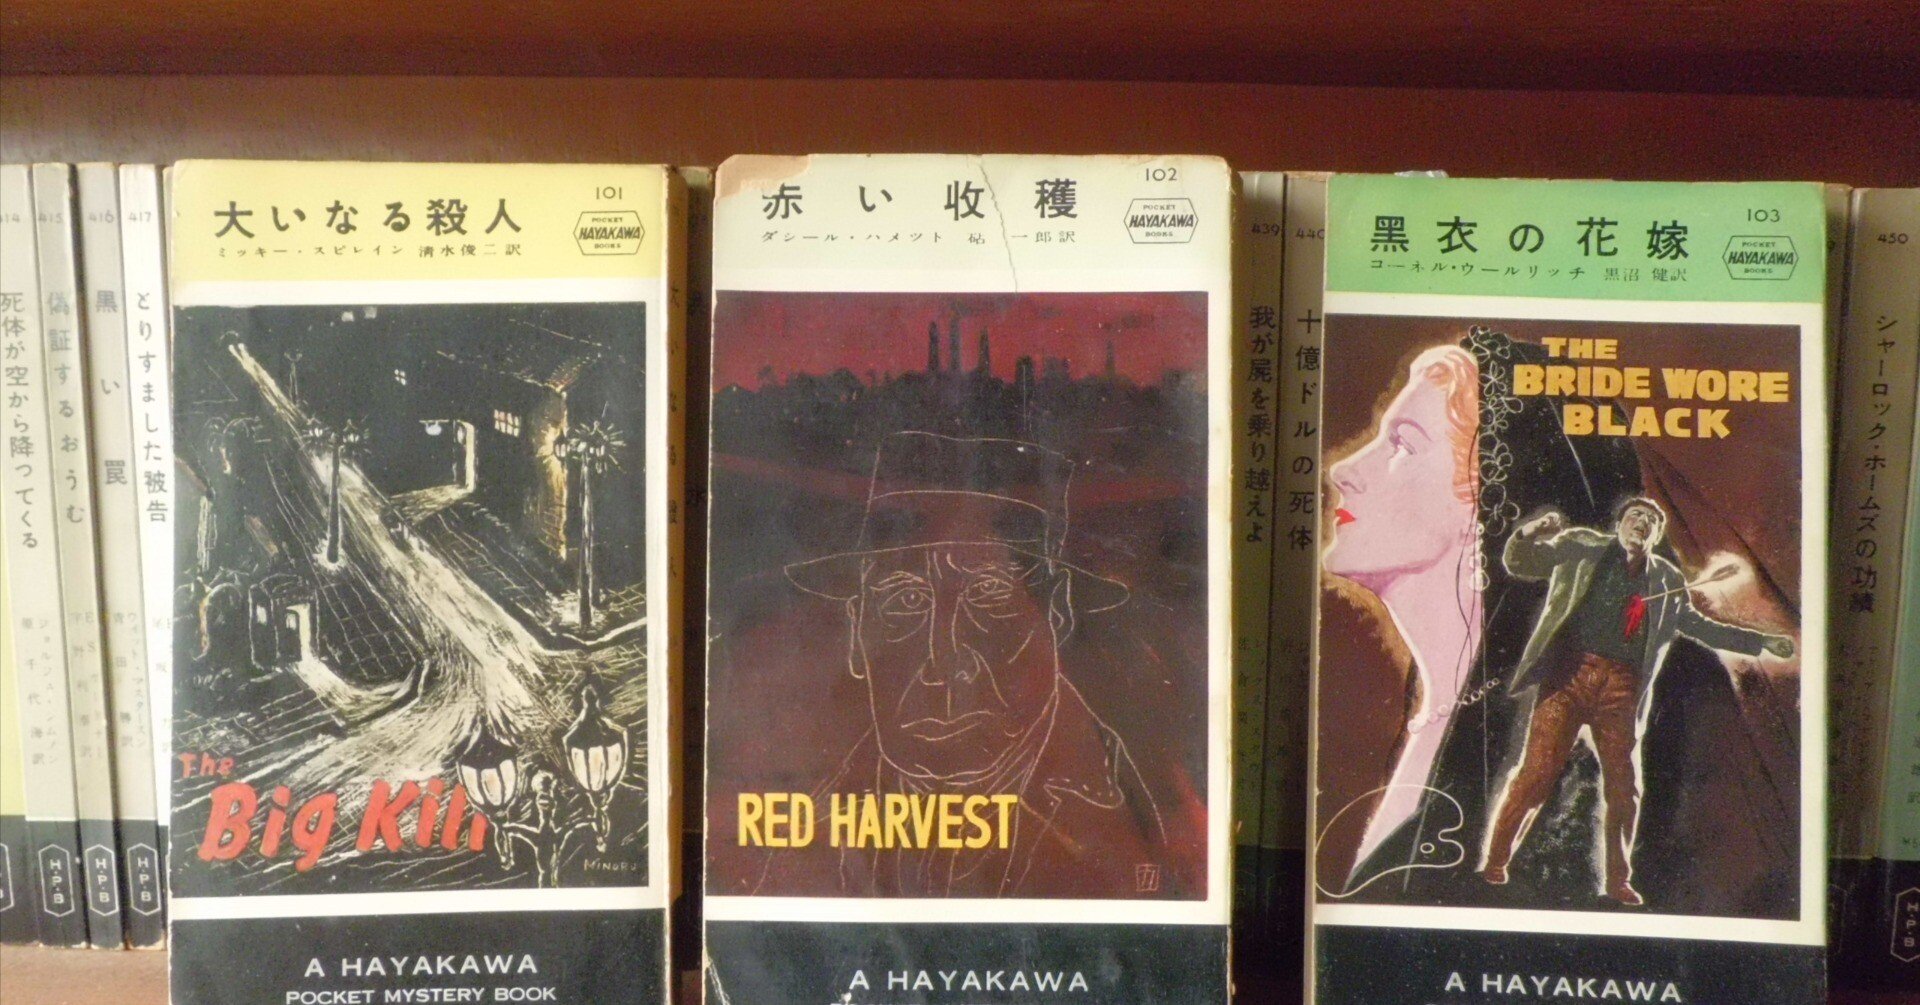 414
死体が空から降つてくる
415
偽証するおうむ
416
黒い罠
417
とりすました被告
H·P·B
H·P·B
H·P·B
大いなる殺人
101
ミッキー・スピレイン 清水俊二訳
POCKET
HAYAKAWA
BOOKS
The
Big Kill
MINORU
A HAYAKAWA
POCKET MYSTERY BOOK
102
赤い収穫
ダシール・ハメツト 砧 一郎訳
POCKET
HAYAKAWA
BOOKS
RED HARVEST
A HAYAKAWA
439
我が屍を乗り越えよ
440
十億ドルの死体
103
黒衣の花嫁
コーネル・ウールリッチ 黒沼 健訳
POCKET
HAYAKAWA
BOOKS
THE
BRIDE WORE
BLACK
A HAYAKAWA
450
シャーロック・ホームズの功績
H·P·B